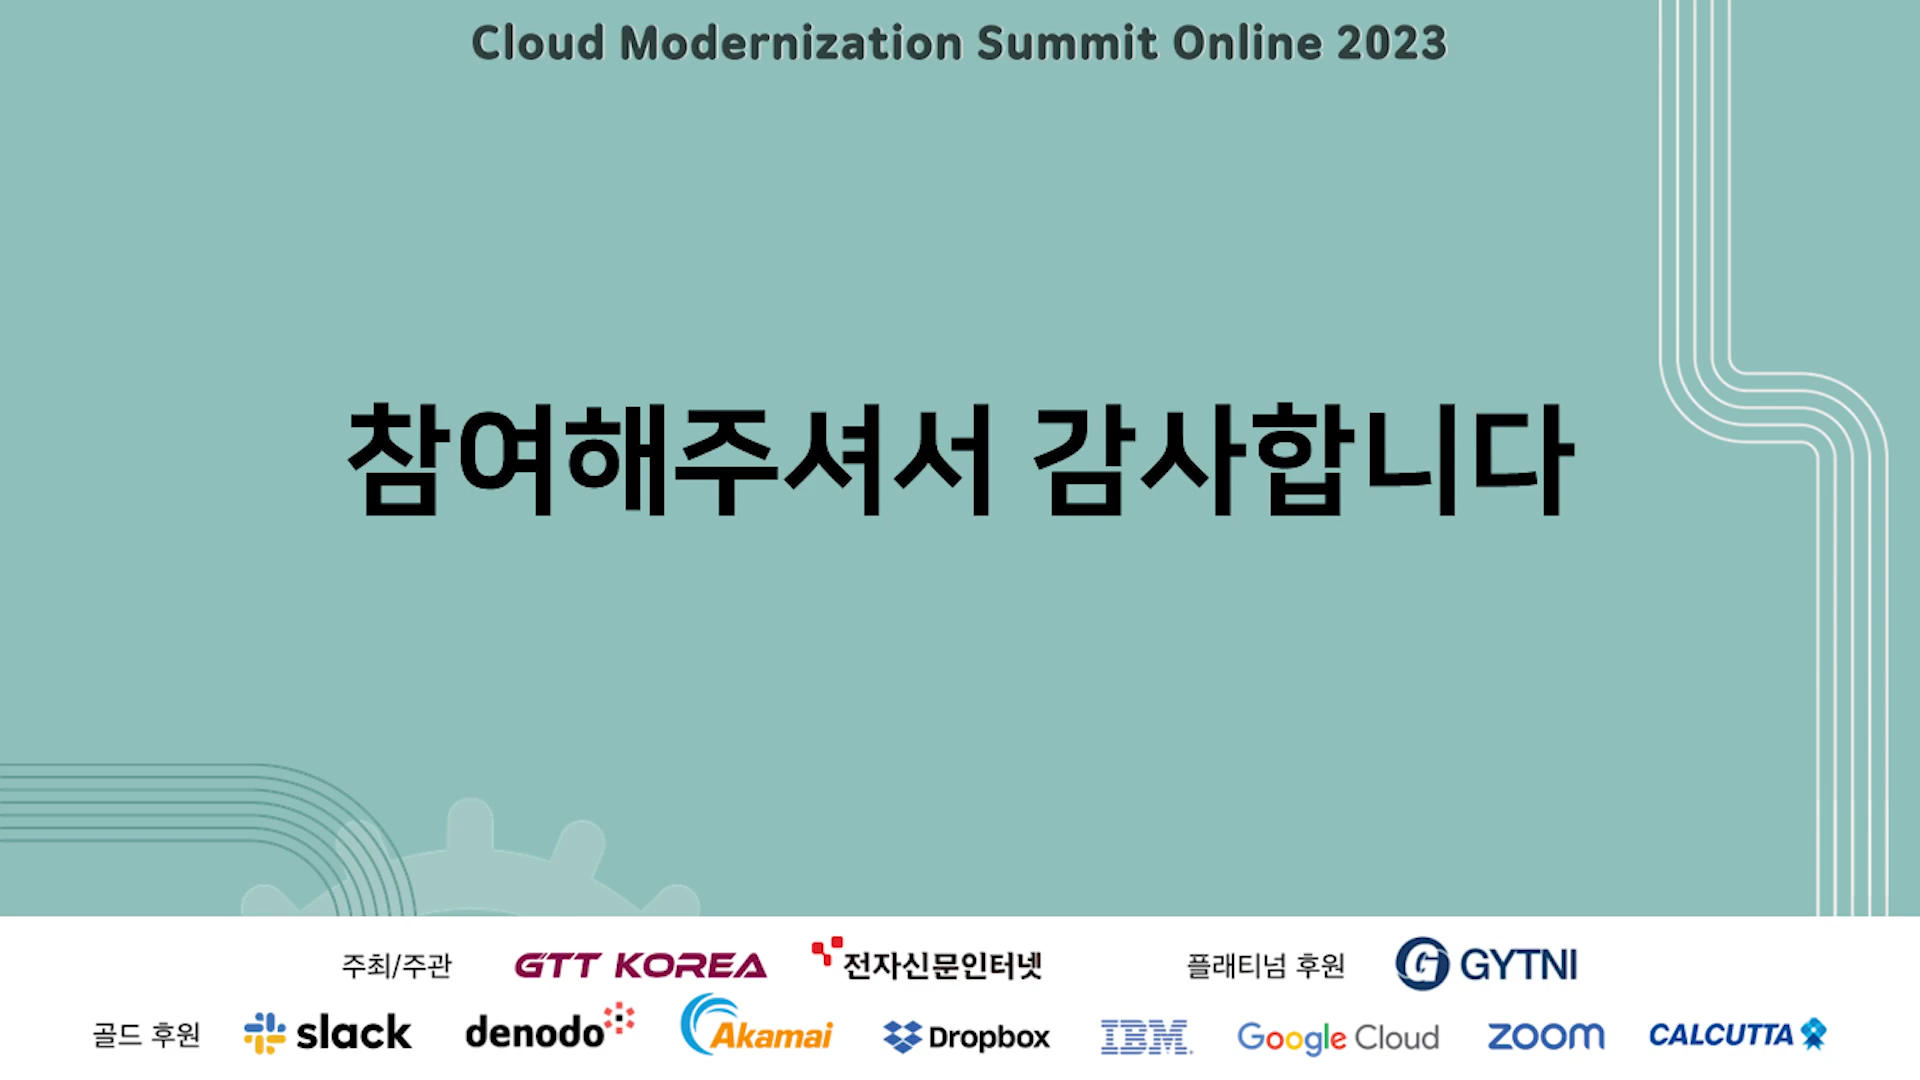 Cloud Modernization Summit Online 2023
참여해주셔서 감사합니다
주최/주관 GTT KOREA 전자신문인터넷 플래티넘 후원 GYTNI
골드 후원 slack denodo Akamai Dropbox IBM Google Cloud zoom CALCUTTA